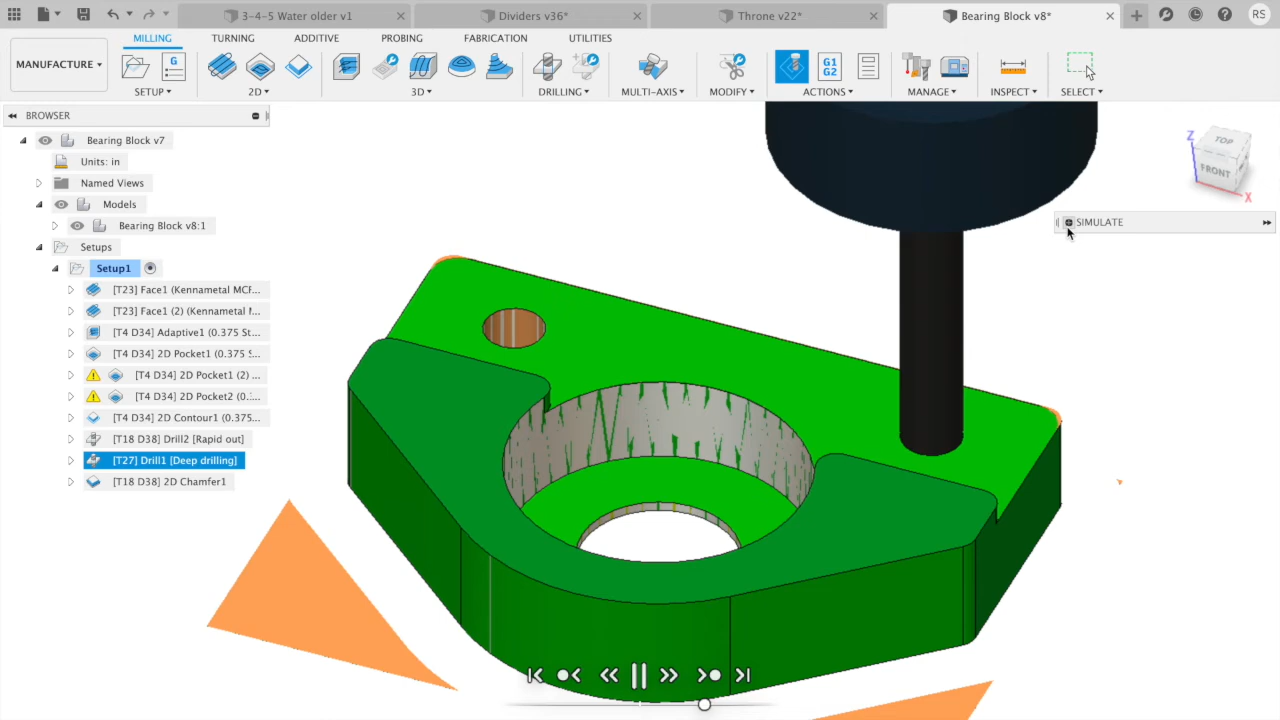 3-4-5 Water older v1
Dividers v36*
Throne v22*
Bearing Block v8*
RS
MILLING
TURNING
ADDITIVE
PROBING
FABRICATION
UTILITIES
MANUFACTURE
G
G1
G2
SETUP
2D
3D
DRILLING
MULTI-AXIS
MODIFY
ACTIONS
MANAGE
INSPECT
SELECT
BROWSER
Bearing Block v7
Units: in
Named Views
Models
Bearing Block v8:1
Setups
Setup1
[T23] Face1 (Kennametal MCF...
[T23] Face1 (2) (Kennametal M...
[T4 D34] Adaptive1 (0.375 St...
[T4 D34] 2D Pocket1 (0.375 S...
[T4 D34] 2D Pocket1 (2) ...
[T4 D34] 2D Pocket2 (0....
[T4 D34] 2D Contour1 (0.375...
[T18 D38] Drill2 [Rapid out]
[T27] Drill1 [Deep drilling]
[T18 D38] 2D Chamfer1
Z
TOP
FRONT
X
SIMULATE